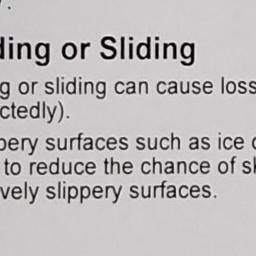 ding or Sliding
g or sliding can cause loss
ctedly).
pery surfaces such as ice
to reduce the chance of
vely slippery surfaces.